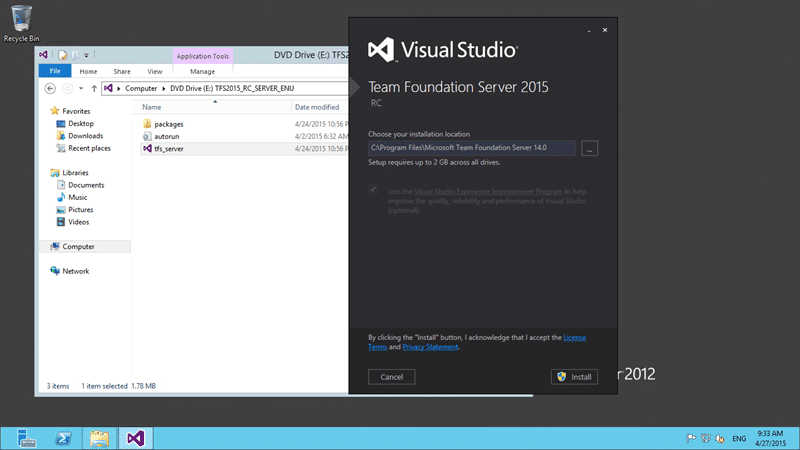 Recycle Bin
Application Tools
DVD Drive (E:) TFS2015
File
Home
Share
View
Manage
Computer
DVD Drive (E:) TFS2015_RC_SERVER_ENU
Favorites
Desktop
Downloads
Recent places
Libraries
Documents
Music
Pictures
Videos
Computer
Network
Name
Date modified
packages
4/24/2015 10:56 P
autorun
4/2/2015 6:32 AM
tfs_server
4/24/2015 10:56 P
3 items
1 item selected 1.78 MB
Visual Studio
Team Foundation Server 2015
RC
Choose your installation location
C:\Program Files\Microsoft Team Foundation Server 14.0
...
Setup requires up to 2 GB across all drives.
Join the Visual Studio Experience Improvement Program to help
improve the quality, reliability and performance of Visual Studio
(optional).
By clicking the "Install" button, I acknowledge that I accept the License
Terms and Privacy Statement.
Cancel
Install
r 2012
ENG
9:33 AM
4/27/2015